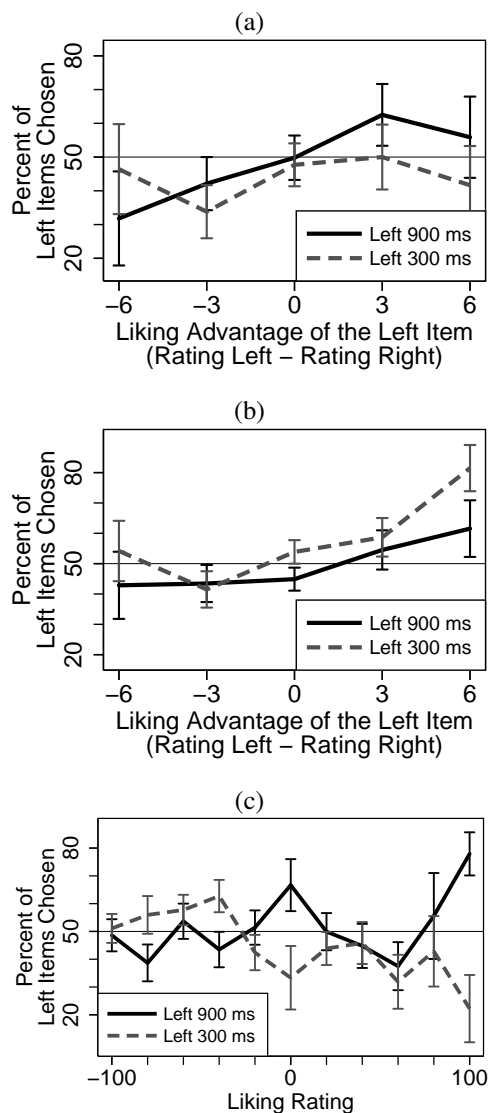 (a)
Percent of
Left Items Chosen
80
50
20
Left 900 ms
Left 300 ms
−6
−3
0
3
6
Liking Advantage of the Left Item
(Rating Left − Rating Right)
(b)
Percent of
Left Items Chosen
80
50
20
Left 900 ms
Left 300 ms
−6
−3
0
3
6
Liking Advantage of the Left Item
(Rating Left − Rating Right)
(c)
Percent of
Left Items Chosen
80
50
20
Left 900 ms
Left 300 ms
−100
0
100
Liking Rating